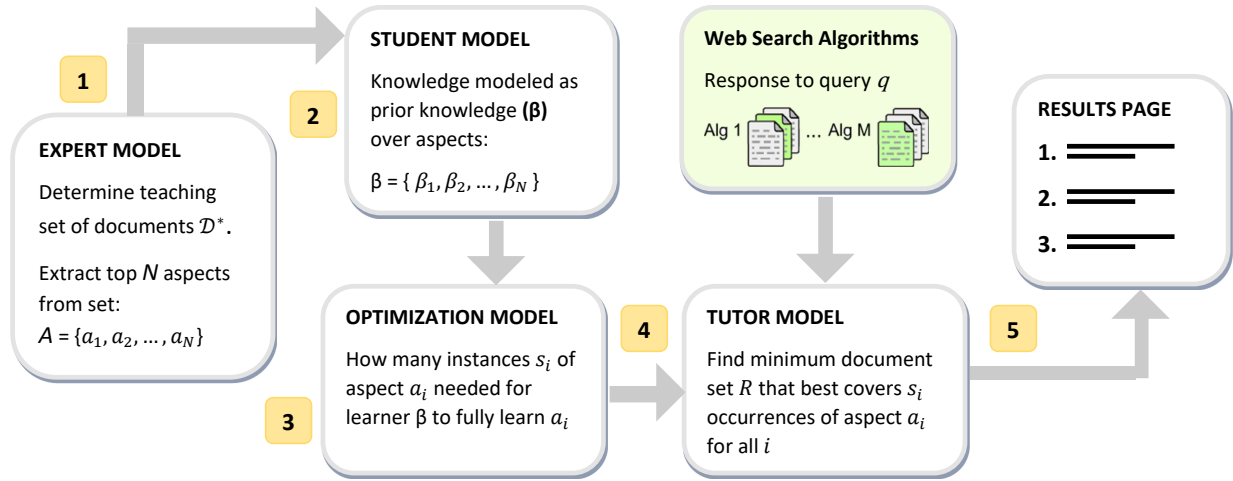 1
EXPERT MODEL
Determine teaching
set of documents 𝒟*.
Extract top N aspects
from set:
A = {a₁, a₂, … , a_N}
2
STUDENT MODEL
Knowledge modeled as
prior knowledge (β)
over aspects:
β = { β₁, β₂, … , β_N }
3
OPTIMIZATION MODEL
How many instances sᵢ of
aspect aᵢ needed for
learner β to fully learn aᵢ
Web Search Algorithms
Response to query q
Alg 1 ... Alg M
4
TUTOR MODEL
Find minimum document
set R that best covers sᵢ
occurrences of aspect aᵢ
for all i
5
RESULTS PAGE
1.
2.
3.